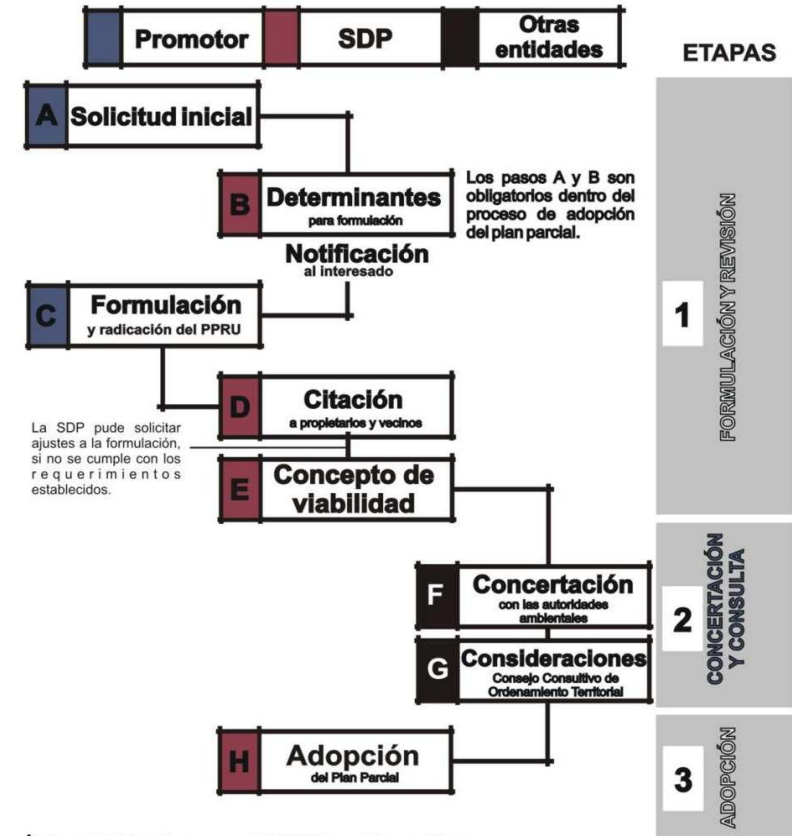 Promotor
SDP
Otras
entidades
ETAPAS
A
Solicitud inicial
B
Determinantes
para formulación
Los pasos A y B son
obligatorios dentro del
proceso de adopción
del plan parcial.
Notificación
al interesado
C
Formulación
y radicación del PPRU
1
FORMULACIÓN Y REVISIÓN
D
Citación
a propietarios y vecinos
La SDP pude solicitar
ajustes a la formulación,
si no se cumple con los
requerimientos
establecidos.
E
Concepto de
viabilidad
F
Concertación
con las autoridades
ambientales
2
CONCERTACIÓN
Y CONSULTA
G
Consideraciones
Consejo Consultivo de
Ordenamiento Territorial
H
Adopción
del Plan Parcial
3
ADOPCIÓN